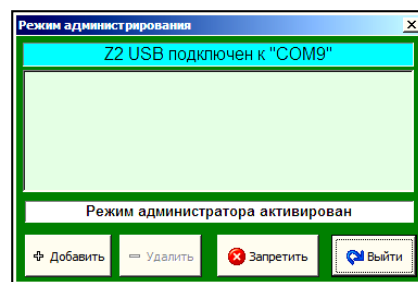 Режим администрирования
Z2 USB подключен к "COM9"
Режим администратора активирован
Добавить Удалить Запретить Выйти